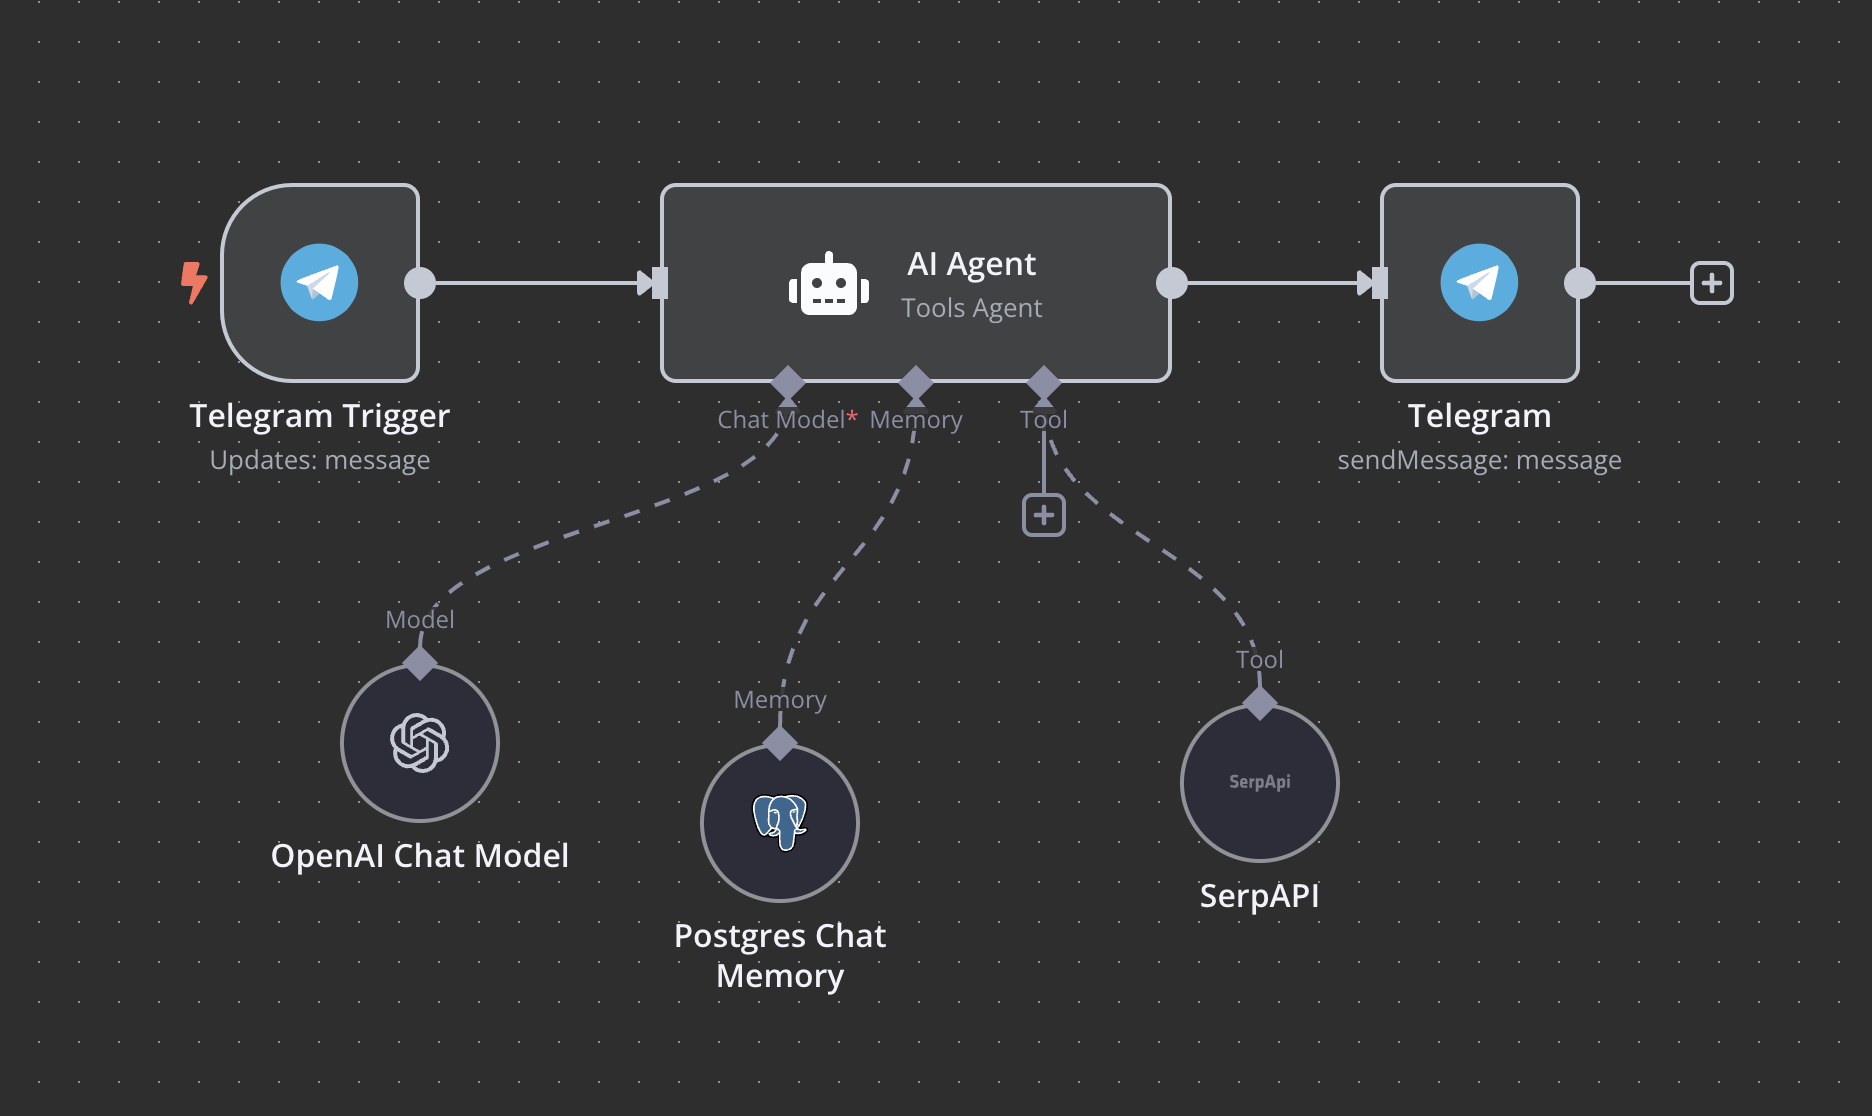 AI Agent
Tools Agent
Telegram Trigger
Updates: message
Chat Model*
Memory
Tool
Telegram
sendMessage: message
Model
Memory
Tool
SerpApi
OpenAI Chat Model
Postgres Chat
Memory
SerpAPI